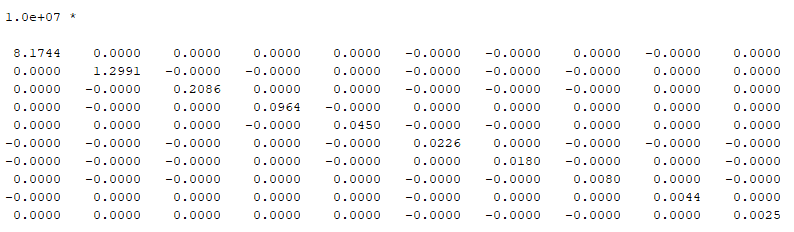 1.0e+07 *
8.1744 0.0000 0.0000 0.0000 0.0000 -0.0000 -0.0000 0.0000 -0.0000 0.0000
0.0000 1.2991 -0.0000 -0.0000 0.0000 -0.0000 -0.0000 -0.0000 0.0000 0.0000
0.0000 -0.0000 0.2086 0.0000 0.0000 -0.0000 -0.0000 -0.0000 0.0000 0.0000
0.0000 -0.0000 0.0000 0.0964 -0.0000 0.0000 0.0000 0.0000 0.0000 0.0000
0.0000 0.0000 0.0000 -0.0000 0.0450 -0.0000 -0.0000 0.0000 0.0000 0.0000
-0.0000 -0.0000 -0.0000 0.0000 -0.0000 0.0226 0.0000 -0.0000 -0.0000 -0.0000
-0.0000 -0.0000 -0.0000 0.0000 -0.0000 0.0000 0.0180 -0.0000 0.0000 -0.0000
0.0000 -0.0000 -0.0000 0.0000 0.0000 -0.0000 -0.0000 0.0080 0.0000 -0.0000
-0.0000 0.0000 0.0000 0.0000 0.0000 -0.0000 0.0000 0.0000 0.0044 0.0000
0.0000 0.0000 0.0000 0.0000 0.0000 -0.0000 -0.0000 -0.0000 0.0000 0.0025